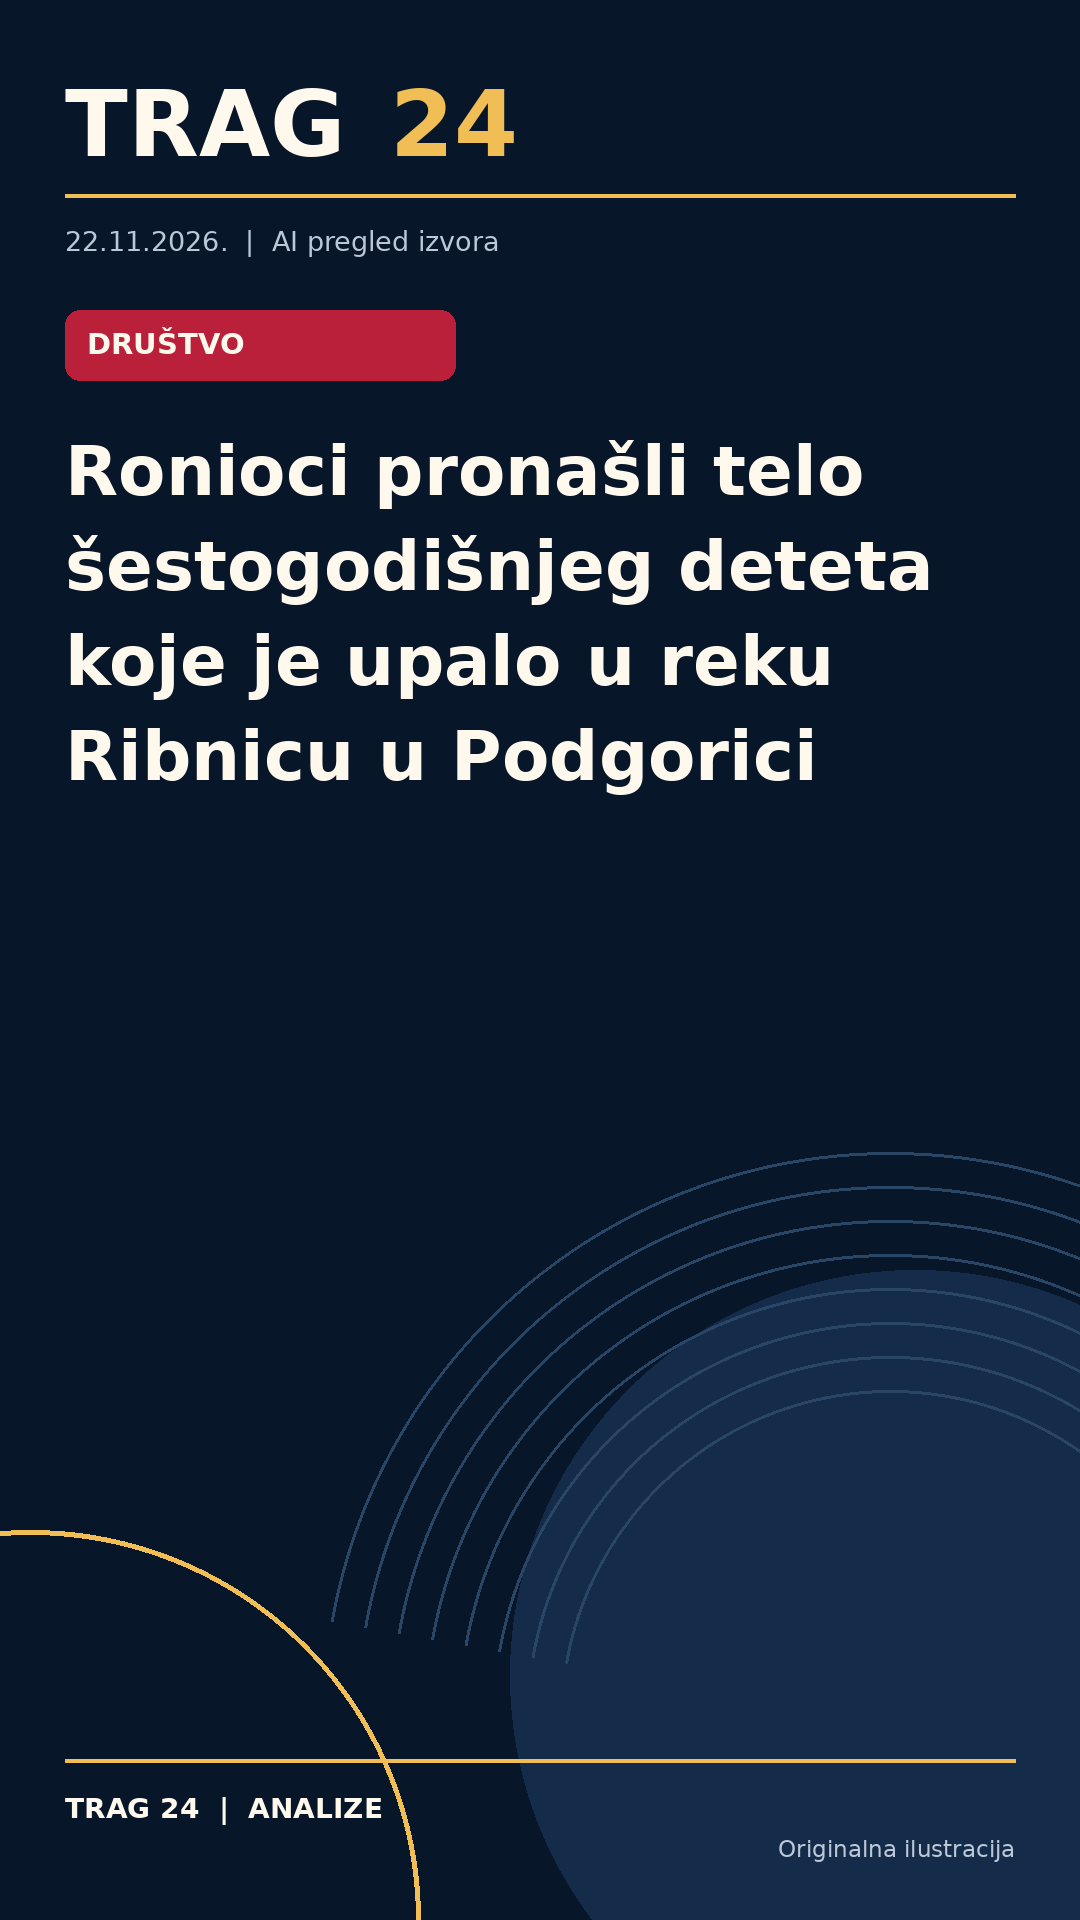 TRAG 24
22.11.2026. | AI pregled izvora
DRUŠTVO
Ronioci pronašli telo
šestogodišnjeg deteta
koje je upalo u reku
Ribnicu u Podgorici
TRAG 24 | ANALIZE
Originalna ilustracija